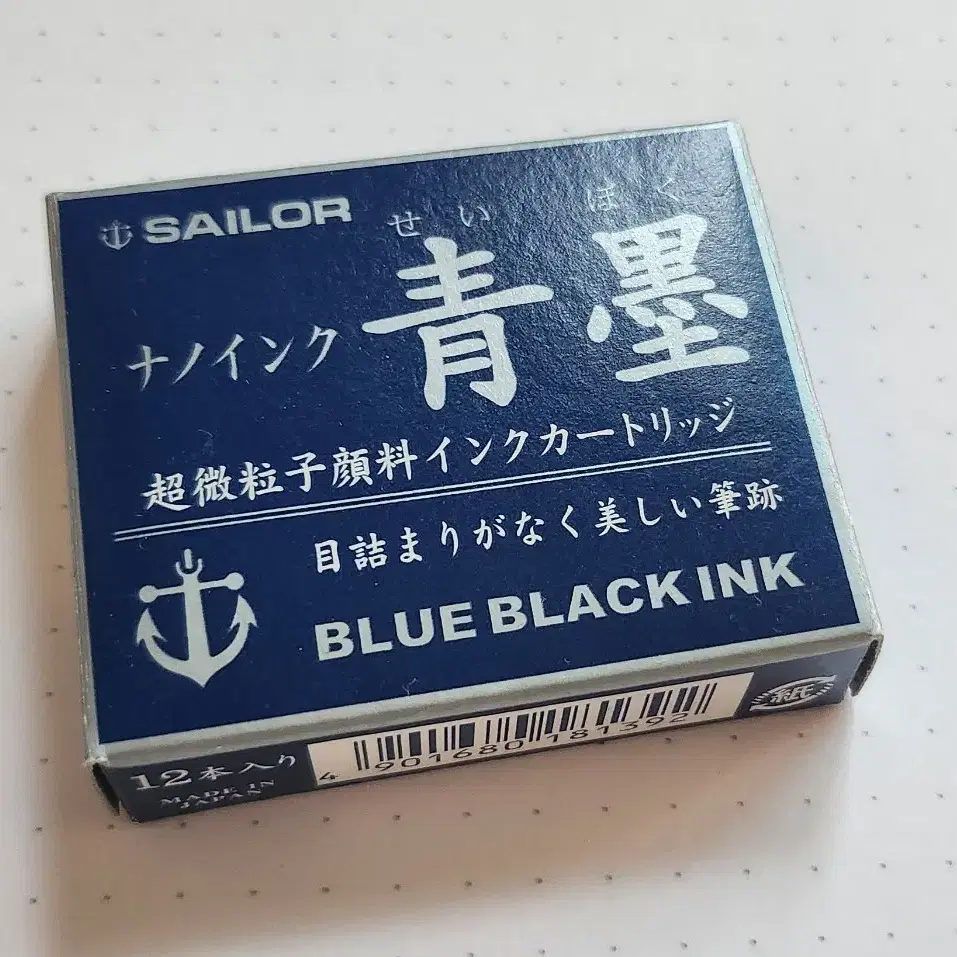 SAILOR
せいぼく
ナノインク 青墨
超微粒子顔料インクカートリッジ
目詰まりがなく美しい筆跡
BLUE BLACK INK
12本入り
MADE IN
JAPAN
4 901680 181392
紙